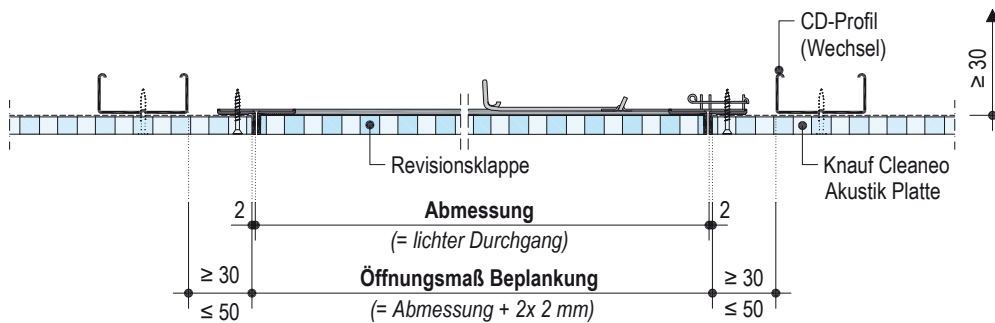 CD-Profil
(Wechsel)
≥ 30
Revisionsklappe
Knauf Cleaneo
Akustik Platte
2
Abmessung
2
(= lichter Durchgang)
≥ 30
Öffnungsmaß Beplankung
≥ 30
≤ 50
(= Abmessung + 2x 2 mm)
≤ 50